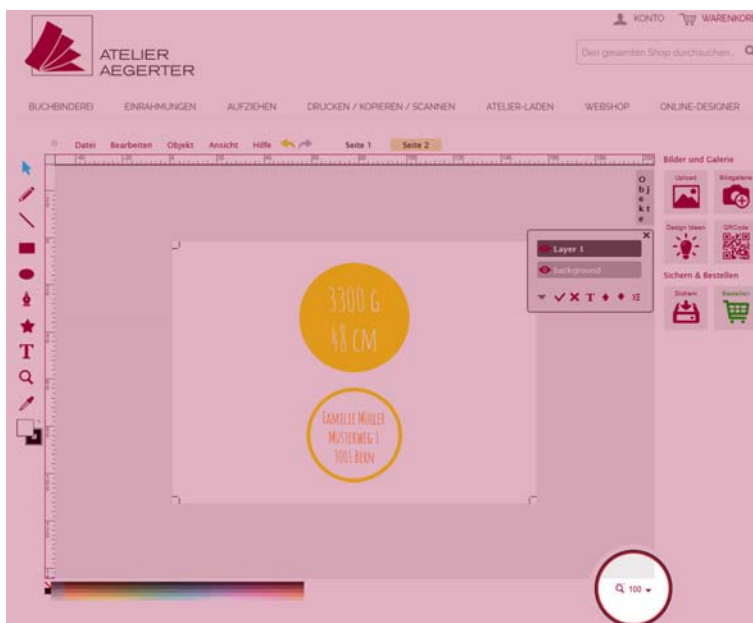 KONTO WARENKORB
ATELIER
AEGERTER
Den gesamten Shop durchsuchen...
BUCHBINDEREI EINRAHMUNGEN AUFZIEHEN DRUCKEN / KOPIEREN / SCANNEN ATELIER-LADEN WEBSHOP ONLINE-DESIGNER
Datei Bearbeiten Objekt Ansicht Hilfe Seite 1 Seite 2
Bilder und Galerie
Objekte
Upload Bildgalerie
Design Ideen QRCode
Layer 1
background
Sichern & Bestellen
Sichern Bestellen
T
3300 g
48 cm
T
Familie Müller
Musterweg 1
3001 Bern
100